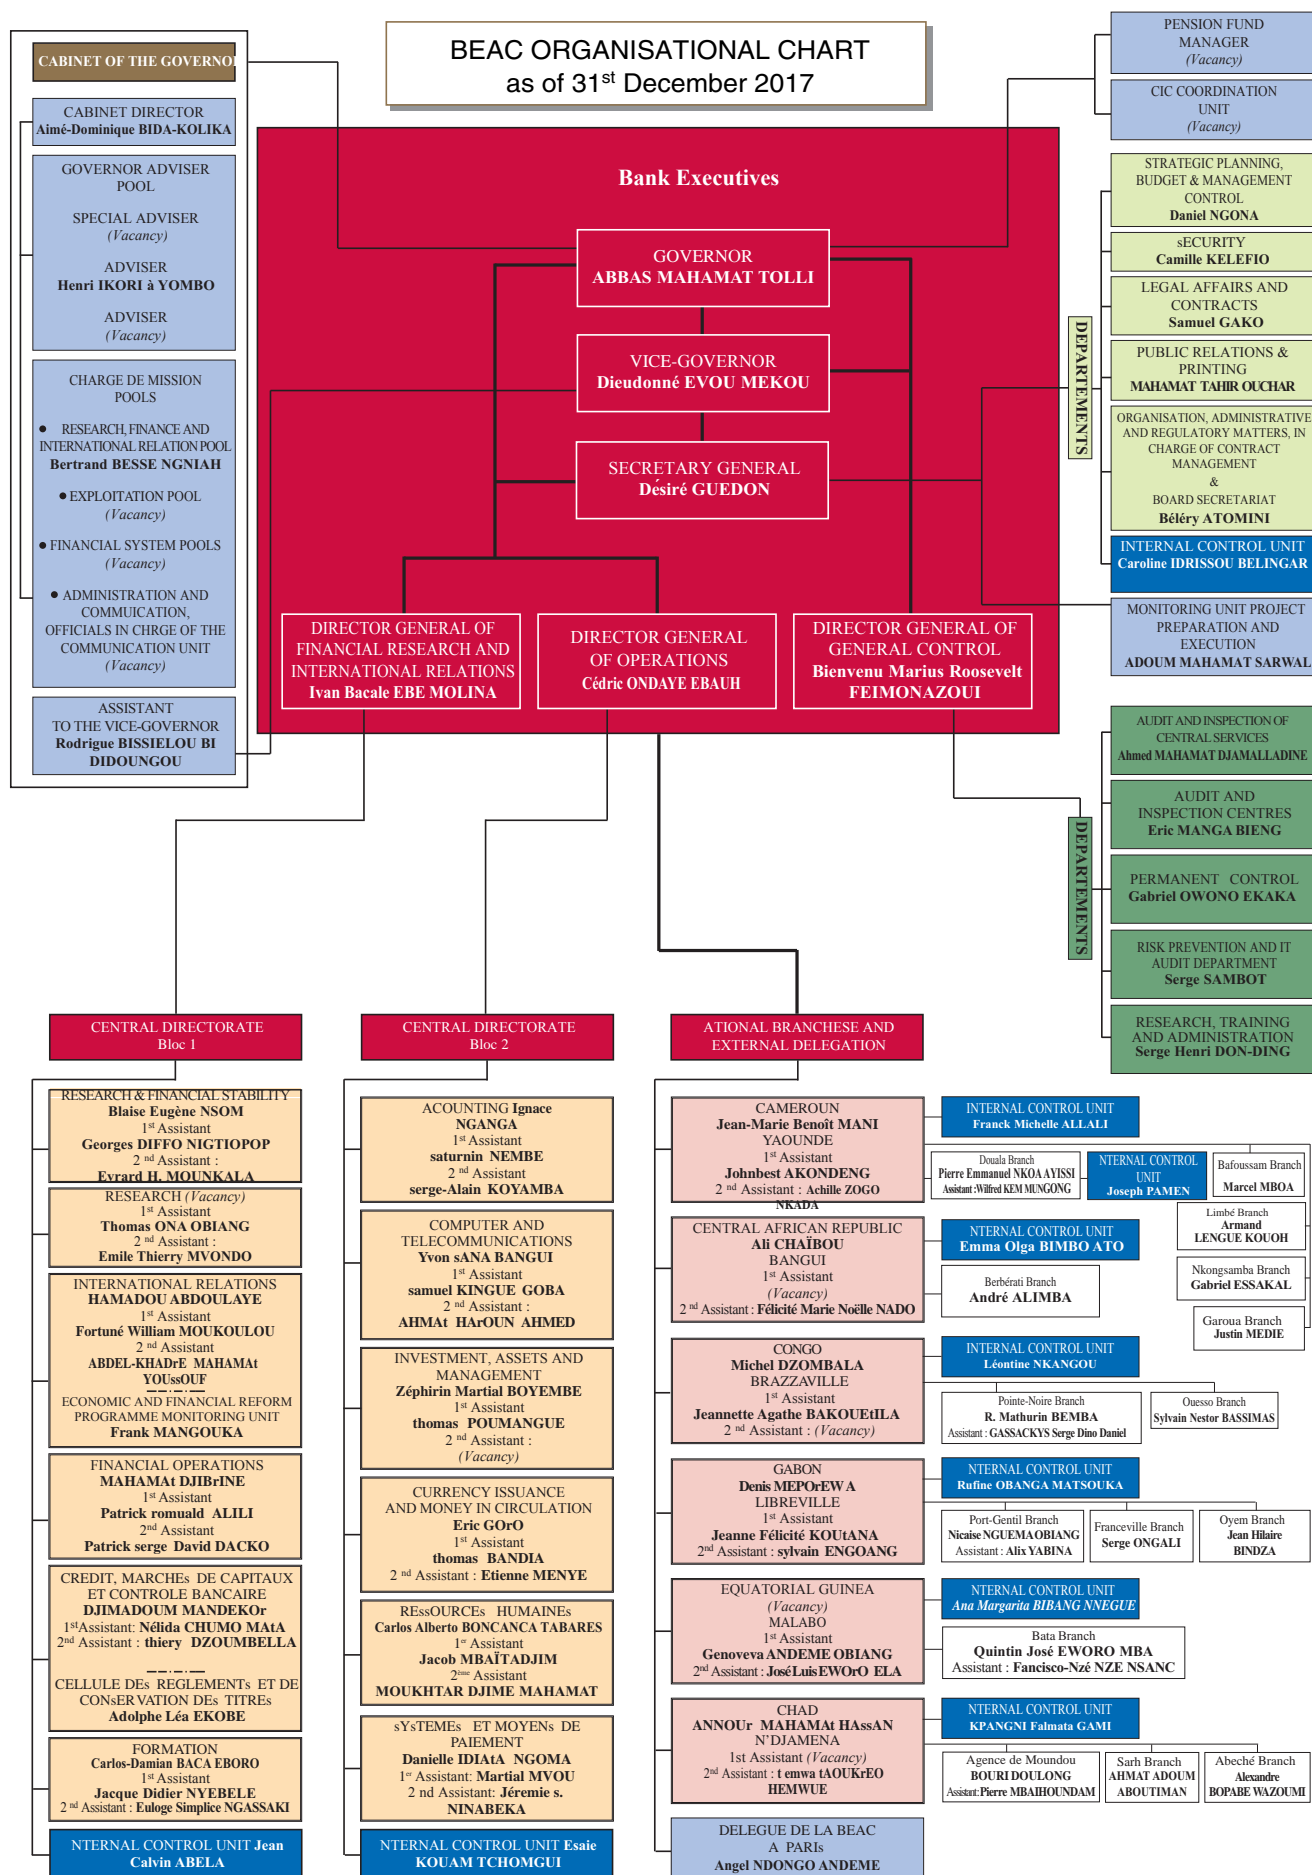 BEAC ORGANISATIONAL CHART
as of 31st December 2017
CABINET OF THE GOVERNO
CABINET DIRECTOR
Aimé-Dominique BIDA-KOLIKA
GOVERNOR ADVISER
POOL
SPECIAL ADVISER
(Vacancy)
ADVISER
Henri IKORI à YOMBO
ADVISER
(Vacancy)
CHARGE DE MISSION
POOLS
● RESEARCH, FINANCE AND
INTERNATIONAL RELATION POOL
Bertrand BESSE NGNIAH
● EXPLOITATION POOL
(Vacancy)
● FINANCIAL SYSTEM POOLS
(Vacancy)
● ADMINISTRATION AND
COMMUICATION,
OFFICIALS IN CHRGE OF THE
COMMUNICATION UNIT
(Vacancy)
ASSISTANT
TO THE VICE-GOVERNOR
Rodrigue BISSIELOU BI
DIDOUNGOU
Bank Executives
GOVERNOR
ABBAS MAHAMAT TOLLI
VICE-GOVERNOR
Dieudonné EVOU MEKOU
SECRETARY GENERAL
Désiré GUEDON
DIRECTOR GENERAL OF
FINANCIAL RESEARCH AND
INTERNATIONAL RELATIONS
Ivan Bacale EBE MOLINA
DIRECTOR GENERAL
OF OPERATIONS
Cédric ONDAYE EBAUH
DIRECTOR GENERAL OF
GENERAL CONTROL
Bienvenu Marius Roosevelt
FEIMONAZOUI
PENSION FUND
MANAGER
(Vacancy)
CIC COORDINATION
UNIT
(Vacancy)
DEPARTEMENTS
STRATEGIC PLANNING,
BUDGET & MANAGEMENT
CONTROL
Daniel NGONA
sECURITY
Camille KELEFIO
LEGAL AFFAIRS AND
CONTRACTS
Samuel GAKO
PUBLIC RELATIONS &
PRINTING
MAHAMAT TAHIR OUCHAR
ORGANISATION, ADMINISTRATIVE
AND REGULATORY MATTERS, IN
CHARGE OF CONTRACT
MANAGEMENT
&
BOARD SECRETARIAT
Béléry ATOMINI
INTERNAL CONTROL UNIT
Caroline IDRISSOU BELINGAR
MONITORING UNIT PROJECT
PREPARATION AND
EXECUTION
ADOUM MAHAMAT SARWAL
DEPARTEMENTS
AUDIT AND INSPECTION OF
CENTRAL SERVICES
Ahmed MAHAMAT DJAMALLADINE
AUDIT AND
INSPECTION CENTRES
Eric MANGA BIENG
PERMANENT CONTROL
Gabriel OWONO EKAKA
RISK PREVENTION AND IT
AUDIT DEPARTMENT
Serge SAMBOT
RESEARCH, TRAINING
AND ADMINISTRATION
Serge Henri DON-DING
CENTRAL DIRECTORATE
Bloc 1
RESEARCH & FINANCIAL STABILITY
Blaise Eugène NSOM
1st Assistant
Georges DIFFO NIGTIOPOP
2 nd Assistant :
Evrard H. MOUNKALA
RESEARCH (Vacancy)
1st Assistant
Thomas ONA OBIANG
2 nd Assistant :
Emile Thierry MVONDO
INTERNATIONAL RELATIONS
HAMADOU ABDOULAYE
1st Assistant
Fortuné William MOUKOULOU
2 nd Assistant
ABDEL-KHADrE MAHAMAt
YOUssOUF
ECONOMIC AND FINANCIAL REFORM
PROGRAMME MONITORING UNIT
Frank MANGOUKA
FINANCIAL OPERATIONS
MAHAMAt DJIBrINE
1st Assistant
Patrick romuald ALILI
2nd Assistant
Patrick serge David DACKO
CREDIT, MARCHEs DE CAPITAUX
ET CONTROLE BANCAIRE
DJIMADOUM MANDEKOr
1stAssistant: Nélida CHUMO MAtA
2nd Assistant : thiery DZOUMBELLA
CELLULE DEs REGLEMENTs ET DE
CONsERVATION DEs TITREs
Adolphe Léa EKOBE
FORMATION
Carlos-Damian BACA EBORO
1st Assistant
Jacque Didier NYEBELE
2 nd Assistant : Euloge Simplice NGASSAKI
NTERNAL CONTROL UNIT Jean
Calvin ABELA
CENTRAL DIRECTORATE
Bloc 2
ACOUNTING Ignace
NGANGA
1st Assistant
saturnin NEMBE
2 nd Assistant
serge-Alain KOYAMBA
COMPUTER AND
TELECOMMUNICATIONS
Yvon sANA BANGUI
1st Assistant
samuel KINGUE GOBA
2 nd Assistant :
AHMAt HArOUN AHMED
INVESTMENT, ASSETS AND
MANAGEMENT
Zéphirin Martial BOYEMBE
1st Assistant
thomas POUMANGUE
2 nd Assistant :
(Vacancy)
CURRENCY ISSUANCE
AND MONEY IN CIRCULATION
Eric GOrO
1st Assistant
thomas BANDIA
2 nd Assistant : Etienne MENYE
REssOURCEs HUMAINEs
Carlos Alberto BONCANCA TABARES
1er Assistant
Jacob MBAÏTADJIM
2ème Assistant
MOUKHTAR DJIME MAHAMAT
sYsTEMEs ET MOYENs DE
PAIEMENT
Danielle IDIAtA NGOMA
1er Assistant: Martial MVOU
2 nd Assistant: Jéremie s.
NINABEKA
NTERNAL CONTROL UNIT Esaie
KOUAM TCHOMGUI
ATIONAL BRANCHESE AND
EXTERNAL DELEGATION
CAMEROUN
Jean-Marie Benoît MANI
YAOUNDE
1st Assistant
Johnbest AKONDENG
2 nd Assistant : Achille ZOGO
NKADA
INTERNAL CONTROL UNIT
Franck Michelle ALLALI
Douala Branch
Pierre Emmanuel NKOA AYISSI
Assistant :Wilfred KEM MUNGONG
NTERNAL CONTROL
UNIT
Joseph PAMEN
Bafoussam Branch
Marcel MBOA
Limbé Branch
Armand
LENGUE KOUOH
Nkongsamba Branch
Gabriel ESSAKAL
Garoua Branch
Justin MEDIE
CENTRAL AFRICAN REPUBLIC
Ali CHAÏBOU
BANGUI
1st Assistant
(Vacancy)
2 nd Assistant : Félicité Marie Noëlle NADO
NTERNAL CONTROL UNIT
Emma Olga BIMBO ATO
Berbérati Branch
André ALIMBA
CONGO
Michel DZOMBALA
BRAZZAVILLE
1st Assistant
Jeannette Agathe BAKOUEtILA
2 nd Assistant : (Vacancy)
INTERNAL CONTROL UNIT
Léontine NKANGOU
Pointe-Noire Branch
R. Mathurin BEMBA
Assistant : GASSACKYS Serge Dino Daniel
Ouesso Branch
Sylvain Nestor BASSIMAS
GABON
Denis MEPOrEW A
LIBREVILLE
1st Assistant
Jeanne Félicité KOUtANA
2nd Assistant : sylvain ENGOANG
NTERNAL CONTROL UNIT
Rufine OBANGA MATSOUKA
Port-Gentil Branch
Nicaise NGUEMA OBIANG
Assistant : Alix YABINA
Franceville Branch
Serge ONGALI
Oyem Branch
Jean Hilaire
BINDZA
EQUATORIAL GUINEA
(Vacancy)
MALABO
1st Assistant
Genoveva ANDEME OBIANG
2nd Assistant : José Luis EWOrO ELA
NTERNAL CONTROL UNIT
Ana Margarita BIBANG NNEGUE
Bata Branch
Quintin José EWORO MBA
Assistant : Fancisco-Nzé NZE NSANC
CHAD
ANNOUr MAHAMAt HAssAN
N'DJAMENA
1st Assistant (Vacancy)
2nd Assistant : t emwa tAOUKrEO
HEMWUE
NTERNAL CONTROL UNIT
KPANGNI Falmata GAMI
Agence de Moundou
BOURI DOULONG
Assistant: Pierre MBAIHOUNDAM
Sarh Branch
AHMAT ADOUM
ABOUTIMAN
Abeché Branch
Alexandre
BOPABE WAZOUMI
DELEGUE DE LA BEAC
A PARIs
Angel NDONGO ANDEME